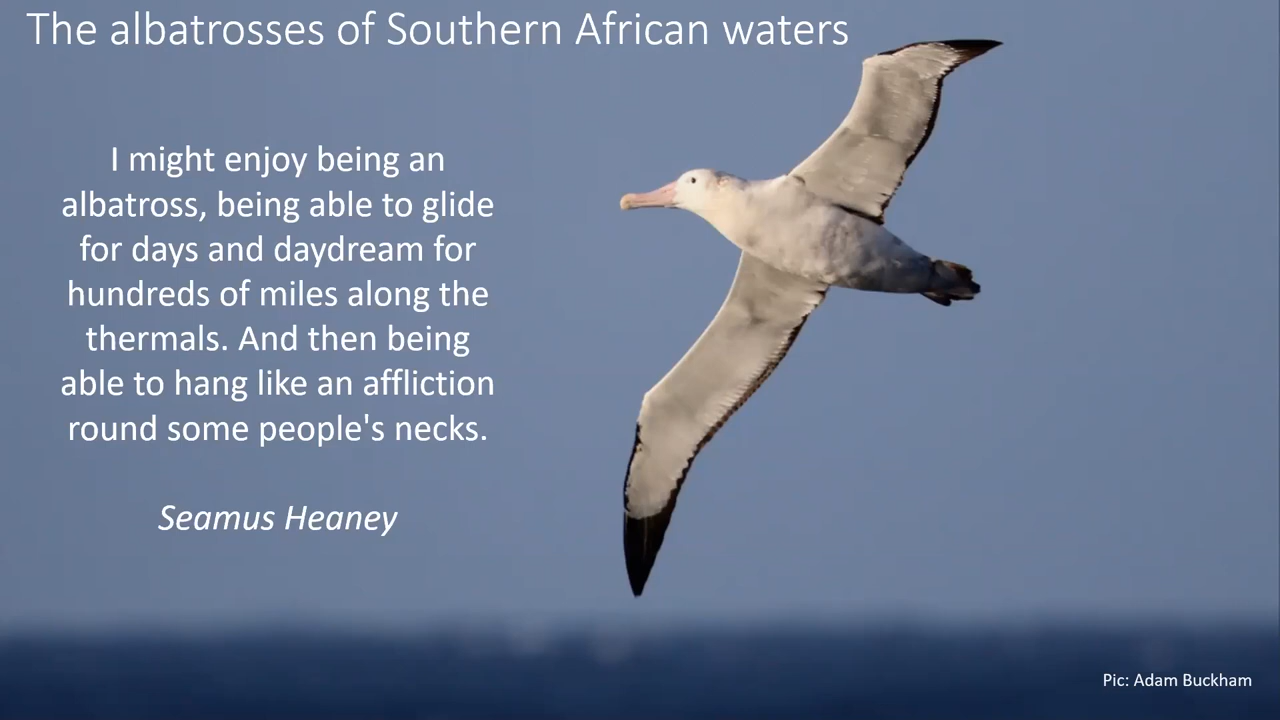 The albatrosses of Southern African waters
I might enjoy being an
albatross, being able to glide
for days and daydream for
hundreds of miles along the
thermals. And then being
able to hang like an affliction
round some people's necks.
Seamus Heaney
Pic: Adam Buckham